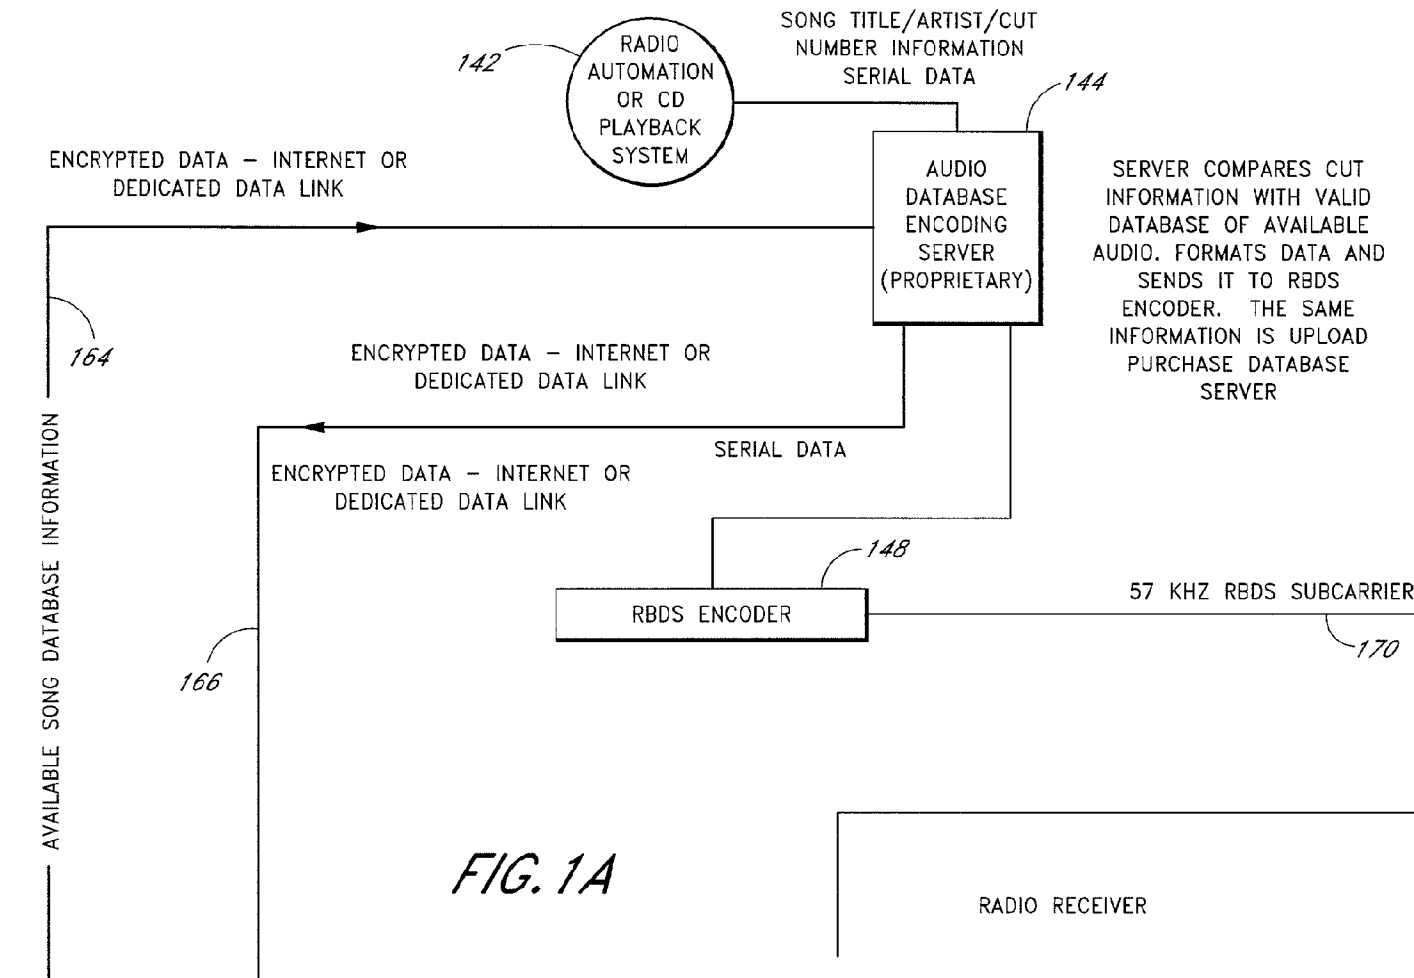 SONG TITLE/ARTIST/CUT
NUMBER INFORMATION
SERIAL DATA
142
RADIO
AUTOMATION
OR CD
PLAYBACK
SYSTEM
144
ENCRYPTED DATA – INTERNET OR
DEDICATED DATA LINK
AUDIO
DATABASE
ENCODING
SERVER
(PROPRIETARY)
SERVER COMPARES CUT
INFORMATION WITH VALID
DATABASE OF AVAILABLE
AUDIO. FORMATS DATA AND
SENDS IT TO RBDS
ENCODER. THE SAME
INFORMATION IS UPLOAD
PURCHASE DATABASE
SERVER
164
ENCRYPTED DATA – INTERNET OR
DEDICATED DATA LINK
SERIAL DATA
ENCRYPTED DATA – INTERNET OR
DEDICATED DATA LINK
AVAILABLE SONG DATABASE INFORMATION
148
RBDS ENCODER
57 KHZ RBDS SUBCARRIER
170
166
FIG. 1A
RADIO RECEIVER